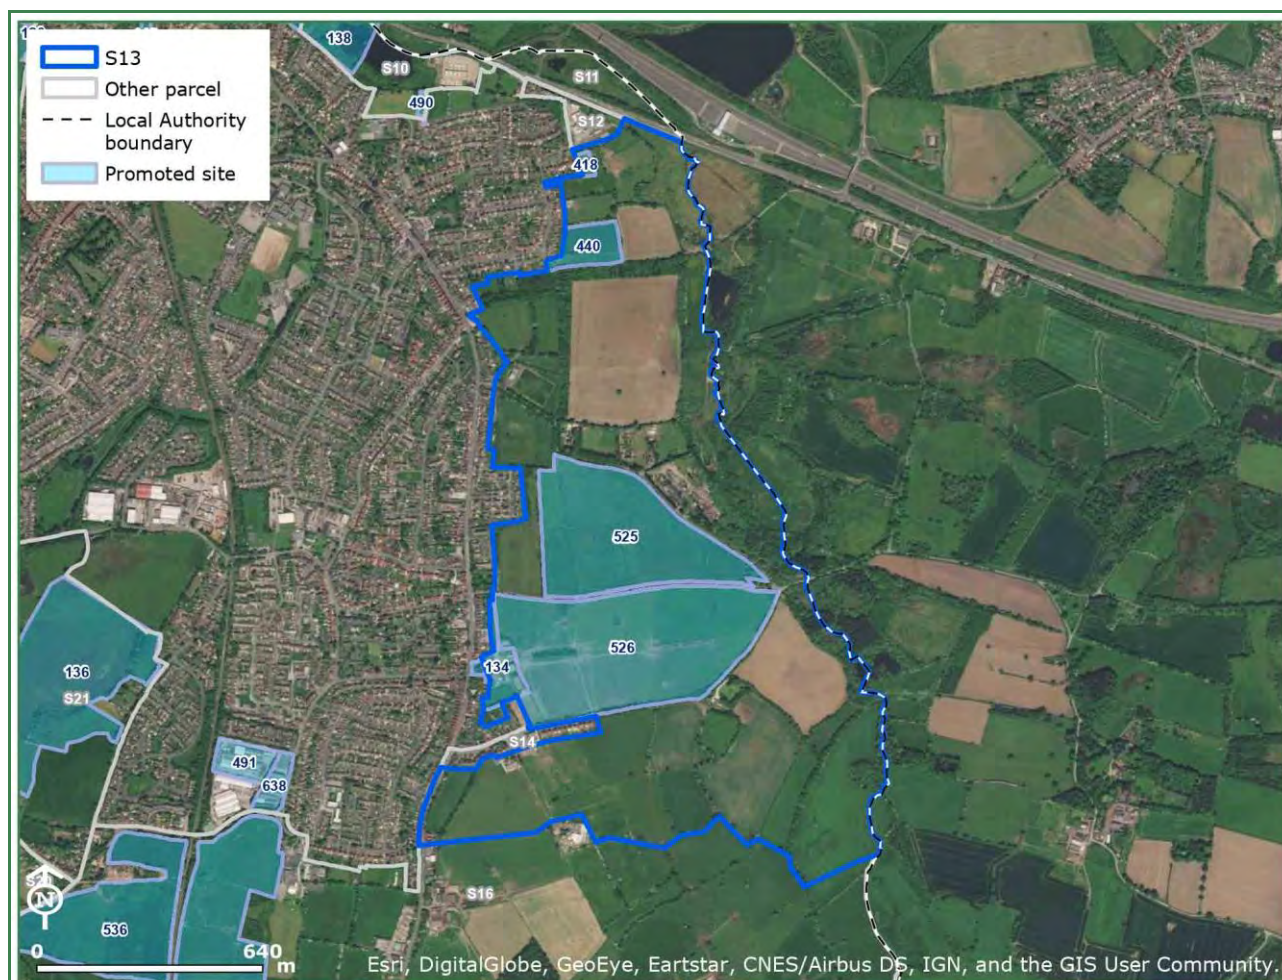 138
S13
S10
S11
Other parcel
490
Local Authority
boundary
S12
Promoted site
418
440
525
526
136
134
S21
S14
491
638
S16
N
536
0 640
m
Esri, DigitalGlobe, GeoEye, Eartstar, CNES/Airbus DS, IGN, and the GIS User Community